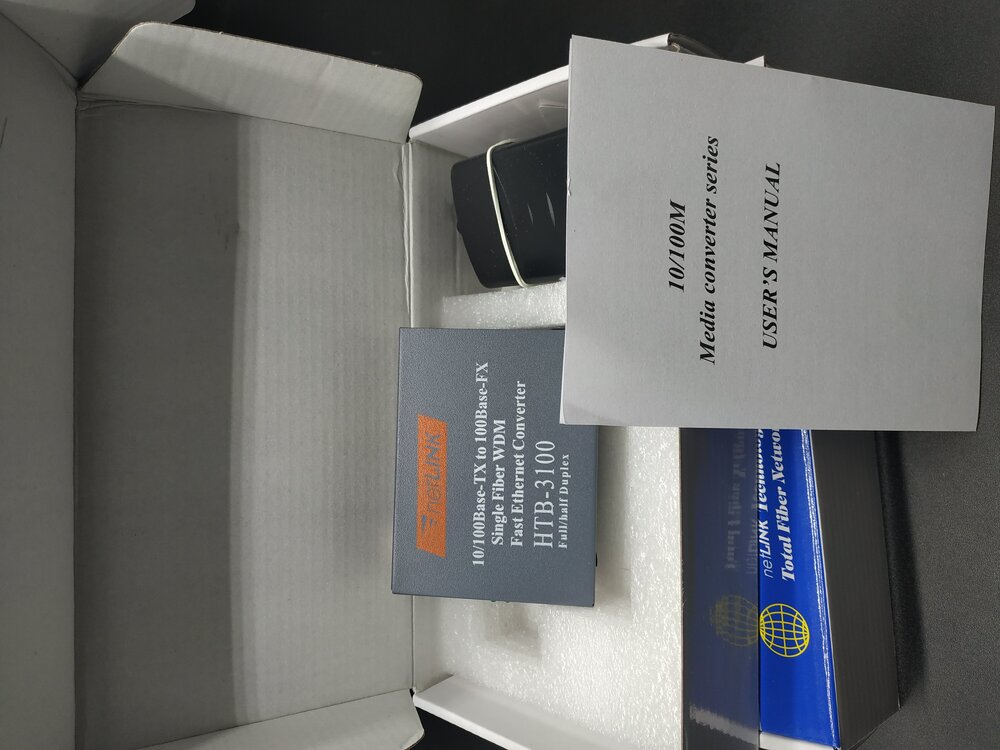 10/100M
Media converter series
USER'S MANUAL
netLINK
10/100Base-TX to 100Base-FX
Single Fiber WDM
Fast Ethernet Converter
HTB-3100
Full/half Duplex
netLINK Technology
Total Fiber Netwo